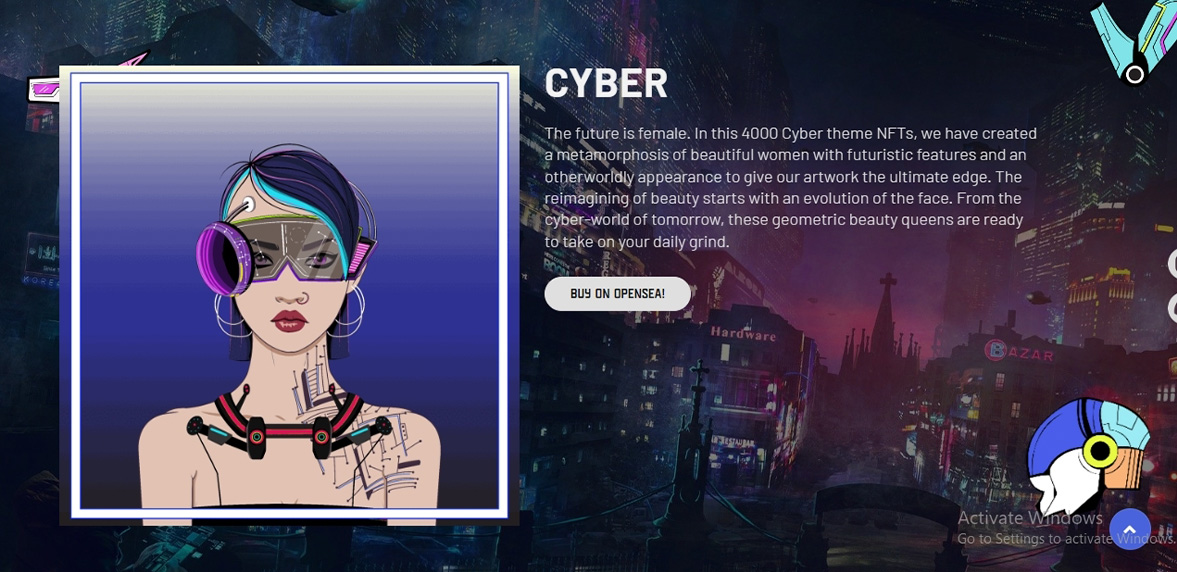 CYBER
The future is female. In this 4000 Cyber theme NFTs, we have created
a metamorphosis of beautiful women with futuristic features and an
otherworldly appearance to give our artwork the ultimate edge. The
reimagining of beauty starts with an evolution of the face. From the
cyber-world of tomorrow, these geometric beauty queens are ready
to take on your daily grind.
BUY ON OPENSEA!
Hardware
BAZAR
RESTAURANT
Activate Windows
Go to Settings to activate Windows.